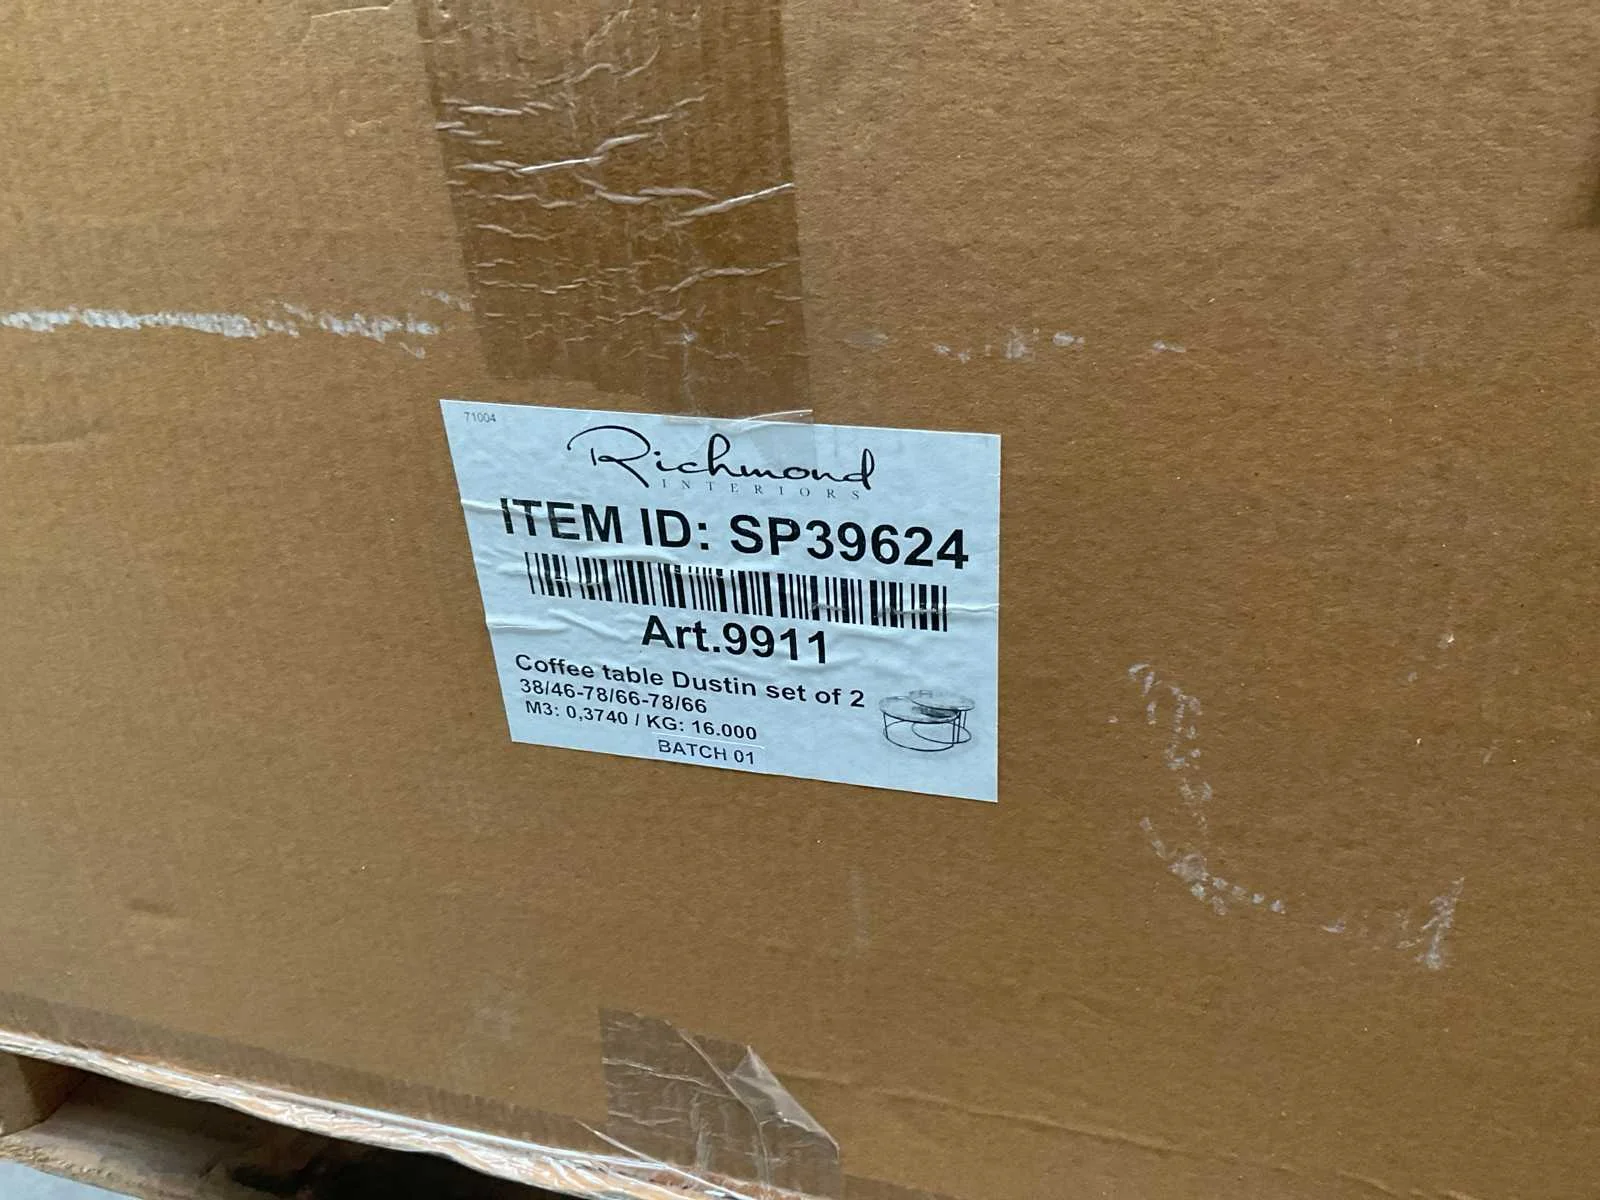 71004
Richmond
INTERIORS
ITEM ID: SP39624
Art.9911
Coffee table Dustin set of 2
38/46-78/66-78/66
M3: 0,3740 / KG: 16.000
BATCH 01